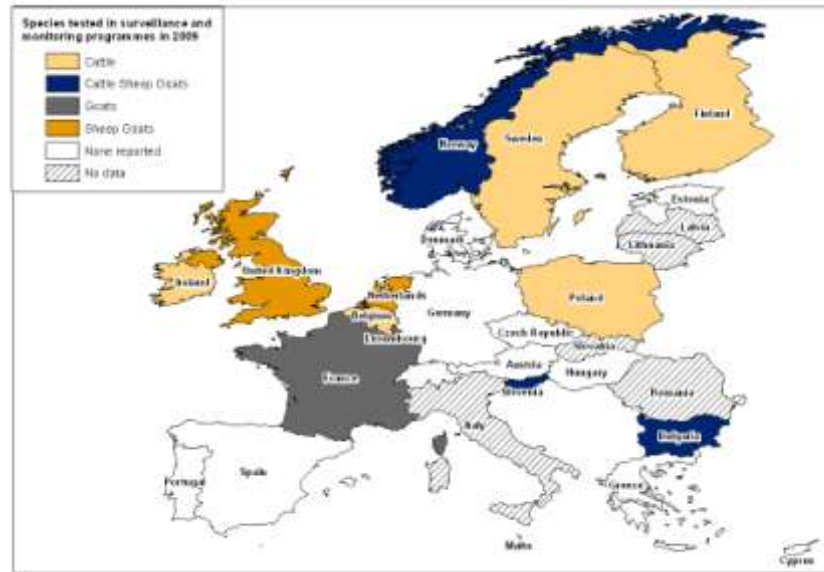 Species tested in surveillance and
monitoring programmes in 2009
Cattle
Cattle Sheep Goats
Goats
Sheep Goats
None reported
No data
Finland
Norway
Sweden
Estonia
Latvia
Lithuania
Denmark
Ireland
United Kingdom
Netherlands
Poland
Belgium
Germany
Luxembourg
Czech Republic
Slovakia
Austria
Hungary
France
Slovenia
Romania
Italy
Bulgaria
Portugal
Spain
Greece
Malta
Cyprus